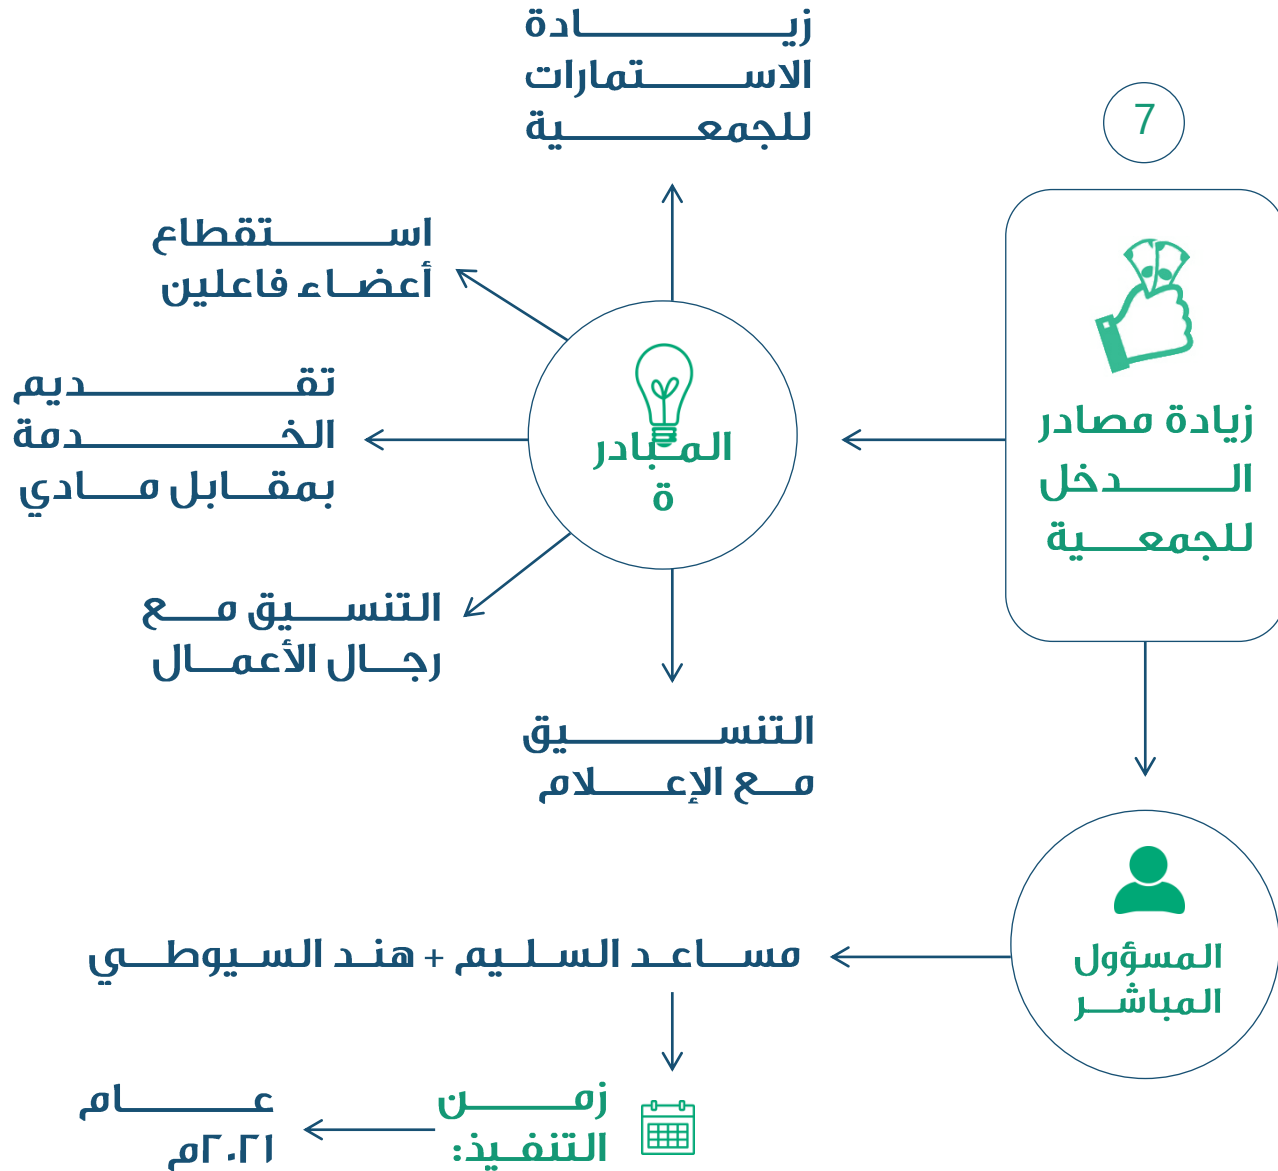 7
زيادة مصادر
الدخل
للجمعية
المبادر
ة
زيادة
الاستمارات
للجمعية
استقطاع
أعضاء فاعلين
تقديم
الخدمة
بمقابل مادي
التنسيق مع
رجال الأعمال
التنسيق
مع الإعلام
المسؤول
المباشر
مساعد السليم + هند السيوطي
زمن
التنفيذ:
عام
٢٠٢١م